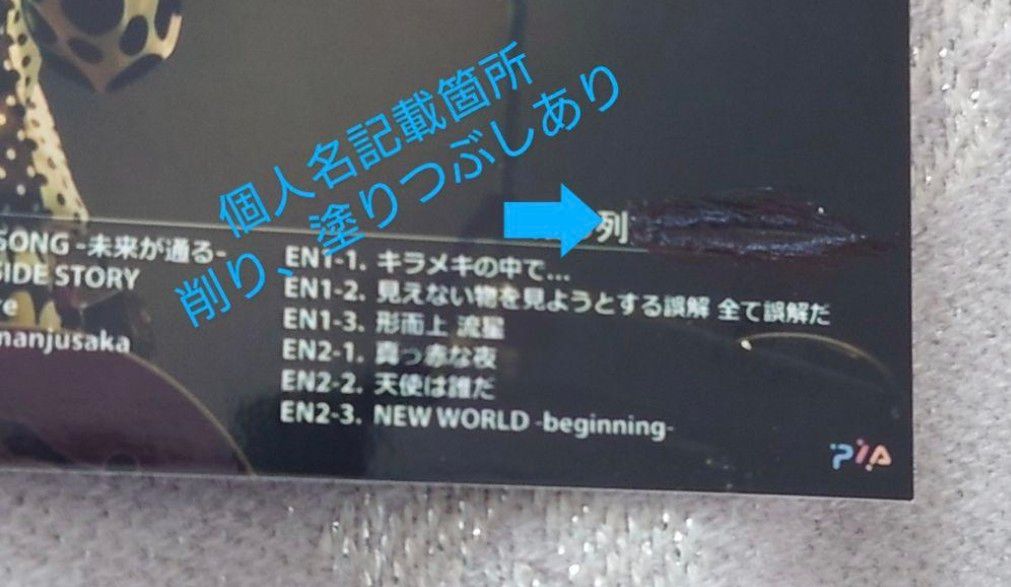 個人名記載箇所
削り、塗りつぶしあり
列
SONG -未来が通る-
SIDE STORY
re
manjusaka
EN1-1. キラメキの中で…
EN1-2. 見えない物を見ようとする誤解 全て誤解だ
EN1-3. 形而上 流星
EN2-1. 真っ赤な夜
EN2-2. 天使は誰だ
EN2-3. NEW WORLD -beginning-
PIA